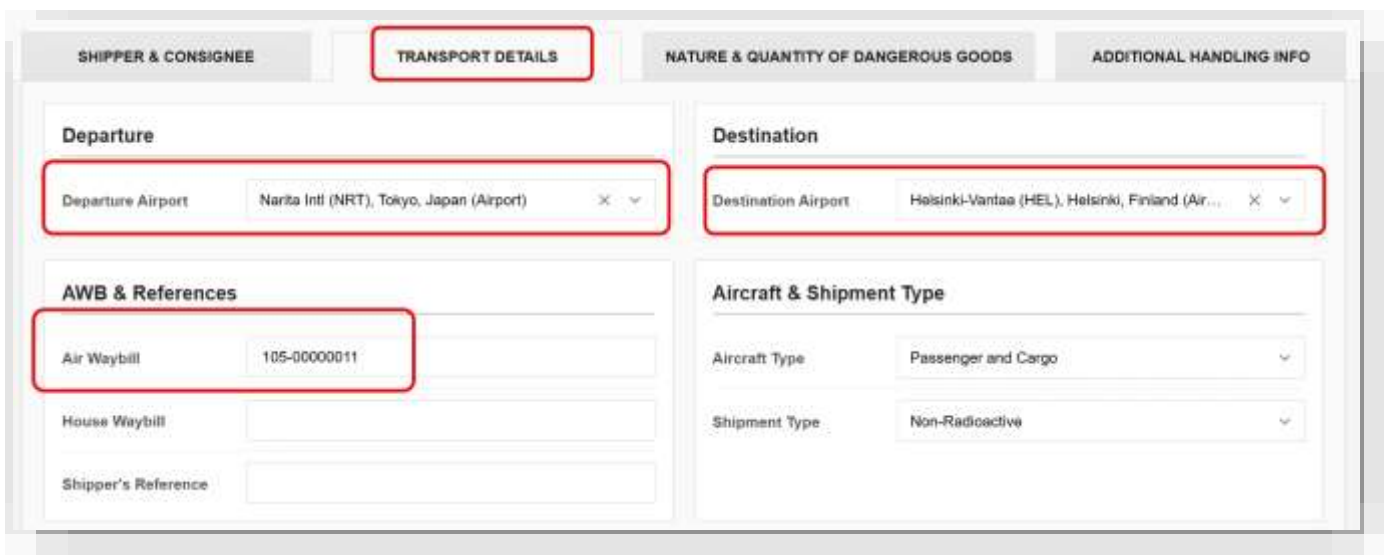 SHIPPER & CONSIGNEE TRANSPORT DETAILS NATURE & QUANTITY OF DANGEROUS GOODS ADDITIONAL HANDLING INFO
Departure Destination
Departure Airport Narita Intl (NRT), Tokyo, Japan (Airport) Destination Airport Helsinki-Vantaa (HEL), Helsinki, Finland (Air...
AWB & References Aircraft & Shipment Type
Air Waybill 105-00000011 Aircraft Type Passenger and Cargo
House Waybill Shipment Type Non-Radioactive
Shipper's Reference